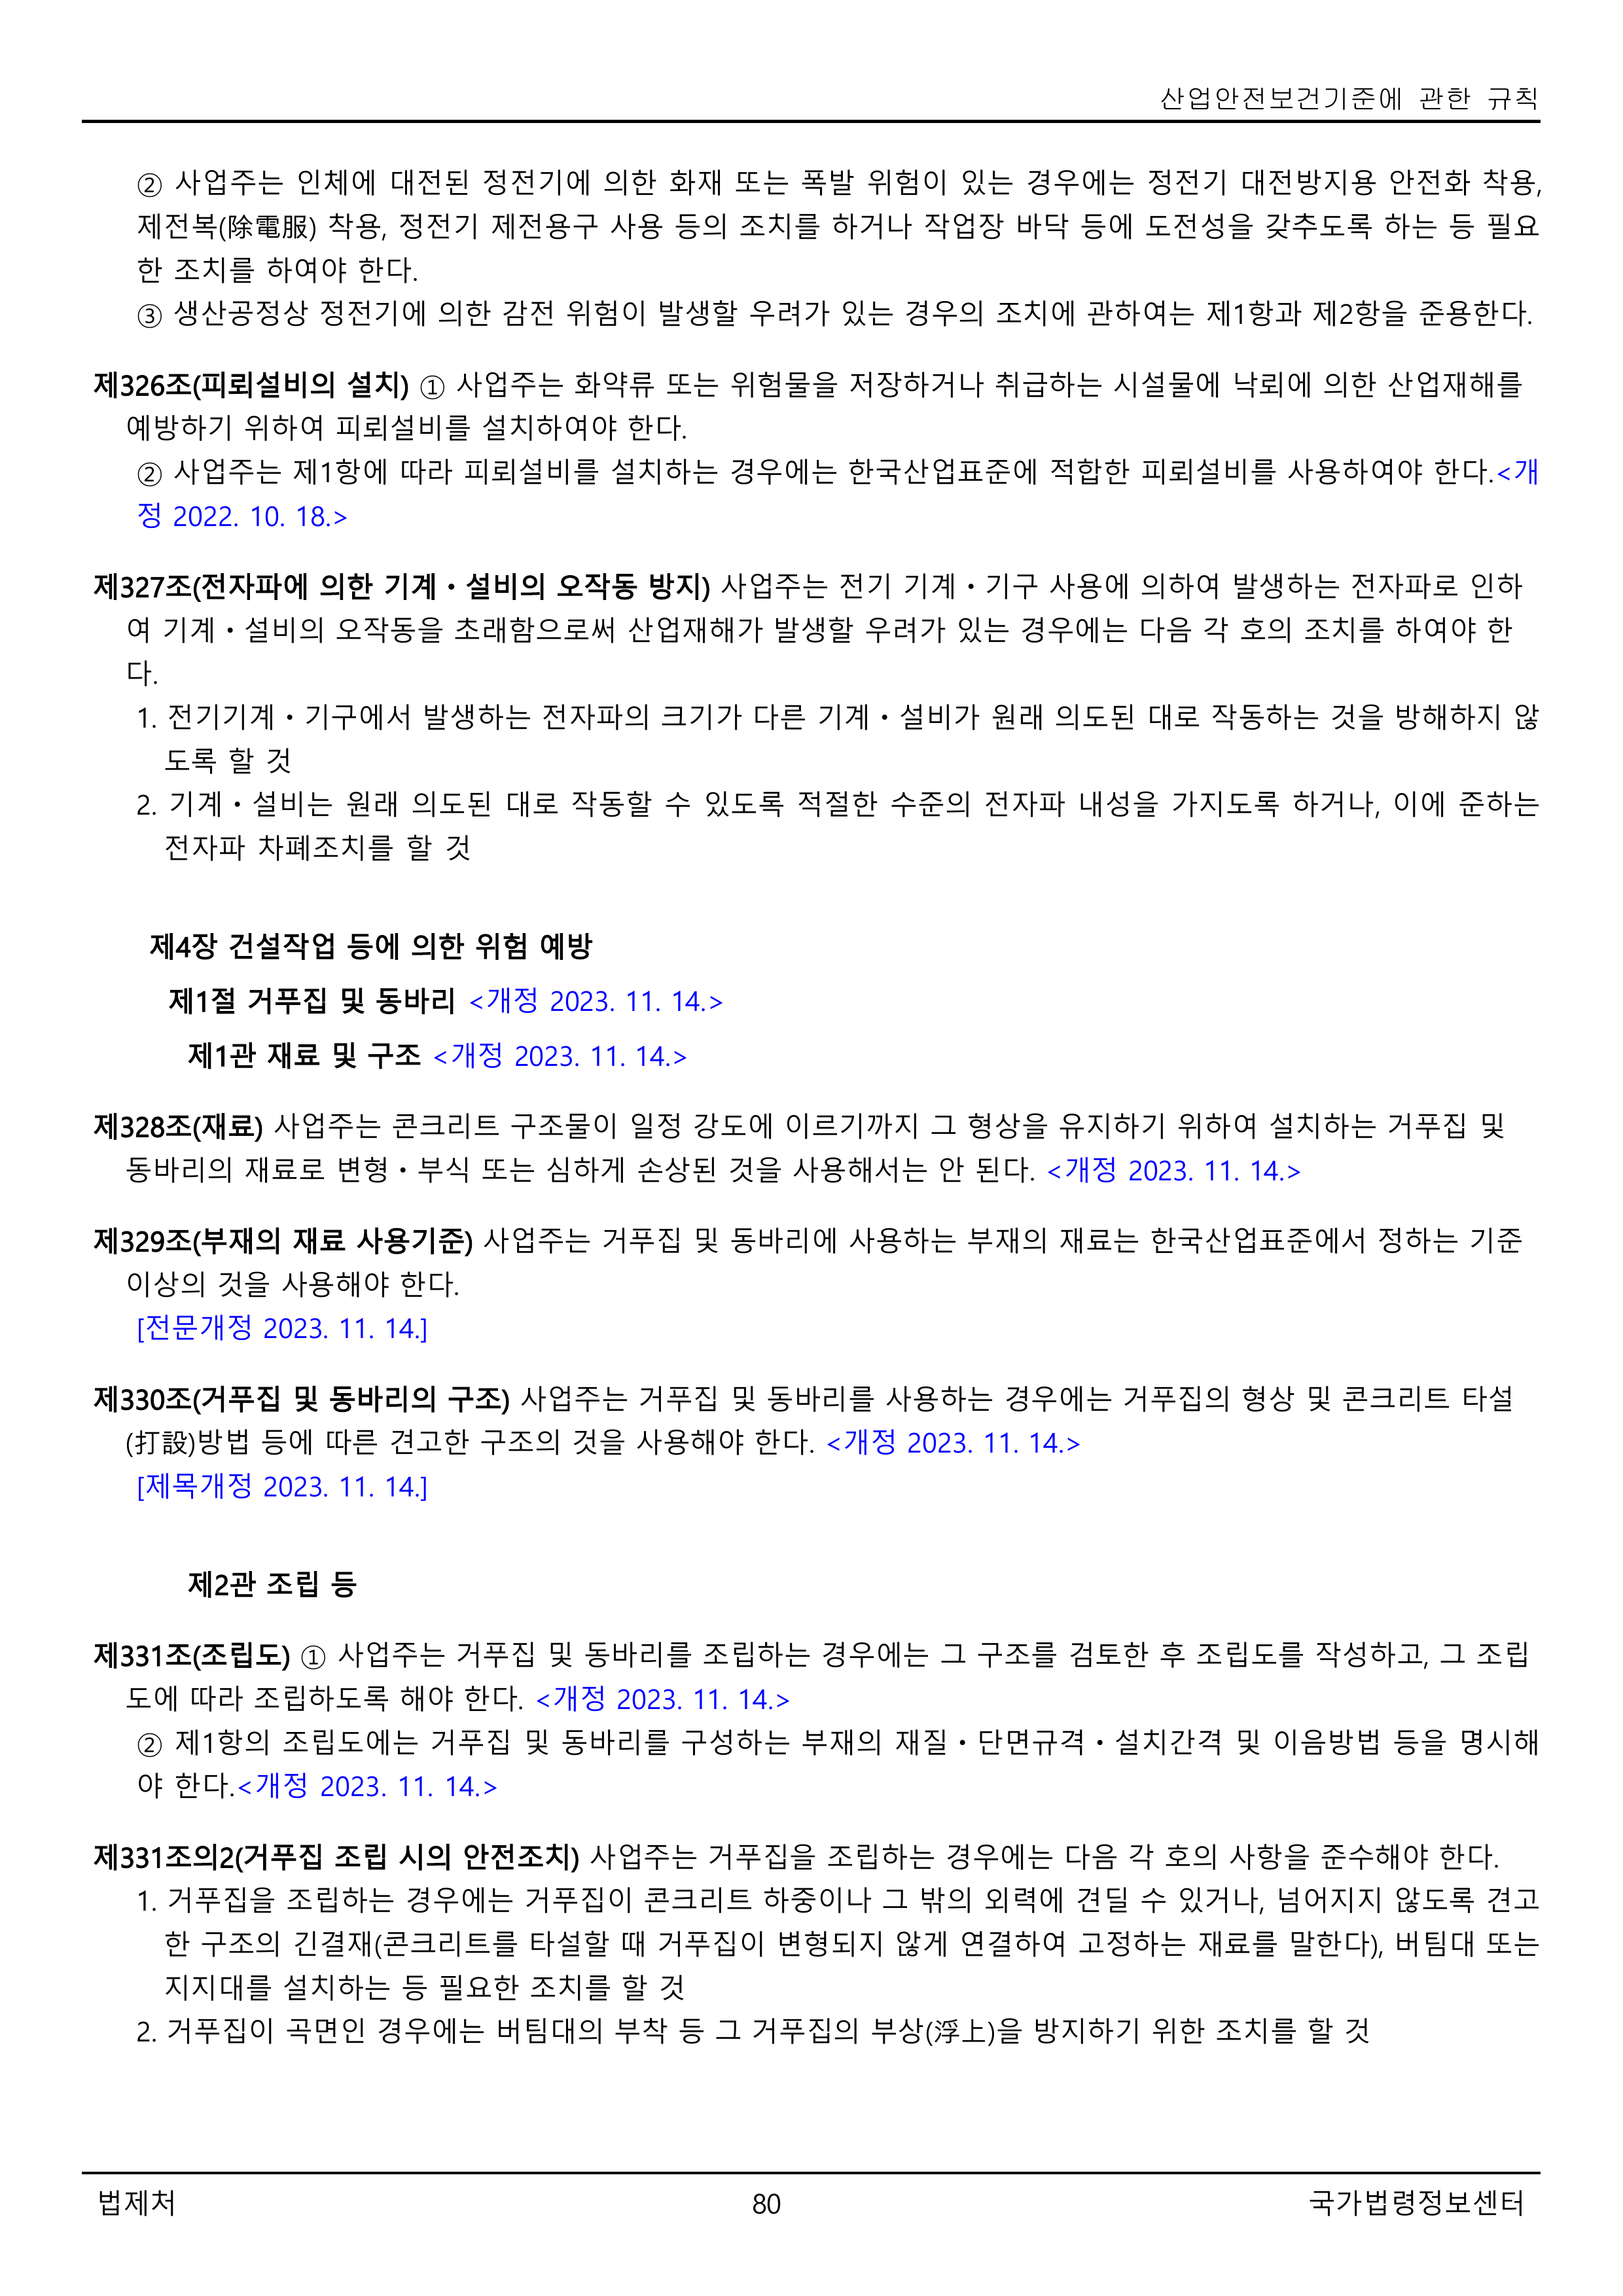 산업안전보건기준에 관한 규칙
② 사업주는 인체에 대전된 정전기에 의한 화재 또는 폭발 위험이 있는 경우에는 정전기 대전방지용 안전화 착용,
제전복(除電服) 착용, 정전기 제전용구 사용 등의 조치를 하거나 작업장 바닥 등에 도전성을 갖추도록 하는 등 필요
한 조치를 하여야 한다.
③ 생산공정상 정전기에 의한 감전 위험이 발생할 우려가 있는 경우의 조치에 관하여는 제1항과 제2항을 준용한다.
제326조(피뢰설비의 설치) ① 사업주는 화약류 또는 위험물을 저장하거나 취급하는 시설물에 낙뢰에 의한 산업재해를
예방하기 위하여 피뢰설비를 설치하여야 한다.
② 사업주는 제1항에 따라 피뢰설비를 설치하는 경우에는 한국산업표준에 적합한 피뢰설비를 사용하여야 한다.<개
정 2022. 10. 18.>
제327조(전자파에 의한 기계ㆍ설비의 오작동 방지) 사업주는 전기 기계ㆍ기구 사용에 의하여 발생하는 전자파로 인하
여 기계ㆍ설비의 오작동을 초래함으로써 산업재해가 발생할 우려가 있는 경우에는 다음 각 호의 조치를 하여야 한
다.
1. 전기기계ㆍ기구에서 발생하는 전자파의 크기가 다른 기계ㆍ설비가 원래 의도된 대로 작동하는 것을 방해하지 않
도록 할 것
2. 기계ㆍ설비는 원래 의도된 대로 작동할 수 있도록 적절한 수준의 전자파 내성을 가지도록 하거나, 이에 준하는
전자파 차폐조치를 할 것
제4장 건설작업 등에 의한 위험 예방
제1절 거푸집 및 동바리 <개정 2023. 11. 14.>
제1관 재료 및 구조 <개정 2023. 11. 14.>
제328조(재료) 사업주는 콘크리트 구조물이 일정 강도에 이르기까지 그 형상을 유지하기 위하여 설치하는 거푸집 및
동바리의 재료로 변형ㆍ부식 또는 심하게 손상된 것을 사용해서는 안 된다. <개정 2023. 11. 14.>
제329조(부재의 재료 사용기준) 사업주는 거푸집 및 동바리에 사용하는 부재의 재료는 한국산업표준에서 정하는 기준
이상의 것을 사용해야 한다.
[전문개정 2023. 11. 14.]
제330조(거푸집 및 동바리의 구조) 사업주는 거푸집 및 동바리를 사용하는 경우에는 거푸집의 형상 및 콘크리트 타설
(打設)방법 등에 따른 견고한 구조의 것을 사용해야 한다. <개정 2023. 11. 14.>
[제목개정 2023. 11. 14.]
제2관 조립 등
제331조(조립도) ① 사업주는 거푸집 및 동바리를 조립하는 경우에는 그 구조를 검토한 후 조립도를 작성하고, 그 조립
도에 따라 조립하도록 해야 한다. <개정 2023. 11. 14.>
② 제1항의 조립도에는 거푸집 및 동바리를 구성하는 부재의 재질ㆍ단면규격ㆍ설치간격 및 이음방법 등을 명시해
야 한다.<개정 2023. 11. 14.>
제331조의2(거푸집 조립 시의 안전조치) 사업주는 거푸집을 조립하는 경우에는 다음 각 호의 사항을 준수해야 한다.
1. 거푸집을 조립하는 경우에는 거푸집이 콘크리트 하중이나 그 밖의 외력에 견딜 수 있거나, 넘어지지 않도록 견고
한 구조의 긴결재(콘크리트를 타설할 때 거푸집이 변형되지 않게 연결하여 고정하는 재료를 말한다), 버팀대 또는
지지대를 설치하는 등 필요한 조치를 할 것
2. 거푸집이 곡면인 경우에는 버팀대의 부착 등 그 거푸집의 부상(浮上)을 방지하기 위한 조치를 할 것
법제처
80
국가법령정보센터